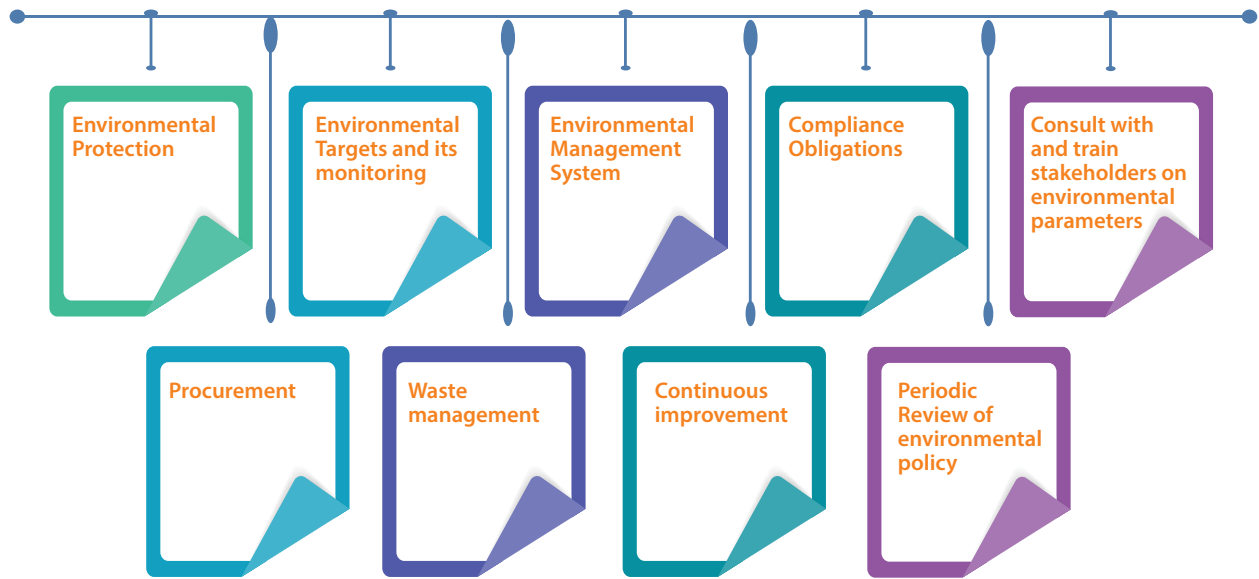 Environmental
Protection
Environmental
Targets and its
monitoring
Environmental
Management
System
Compliance
Obligations
Consult with
and train
stakeholders on
environmental
parameters
Procurement
Waste
management
Continuous
improvement
Periodic
Review of
environmental
policy